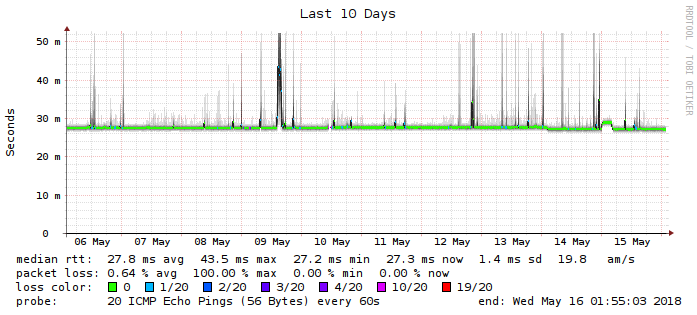 Last 10 Days
RRDTOOL / TOBI OETIKER
Seconds
50 m
40 m
30 m
20 m
10 m
0
06 May 07 May 08 May 09 May 10 May 11 May 12 May 13 May 14 May 15 May
median rtt: 27.8 ms avg 43.5 ms max 27.2 ms min 27.3 ms now 1.4 ms sd 19.8 am/s
packet loss: 0.64 % avg 100.00 % max 0.00 % min 0.00 % now
loss color: 0 1/20 2/20 3/20 4/20 10/20 19/20
probe: 20 ICMP Echo Pings (56 Bytes) every 60s end: Wed May 16 01:55:03 2018